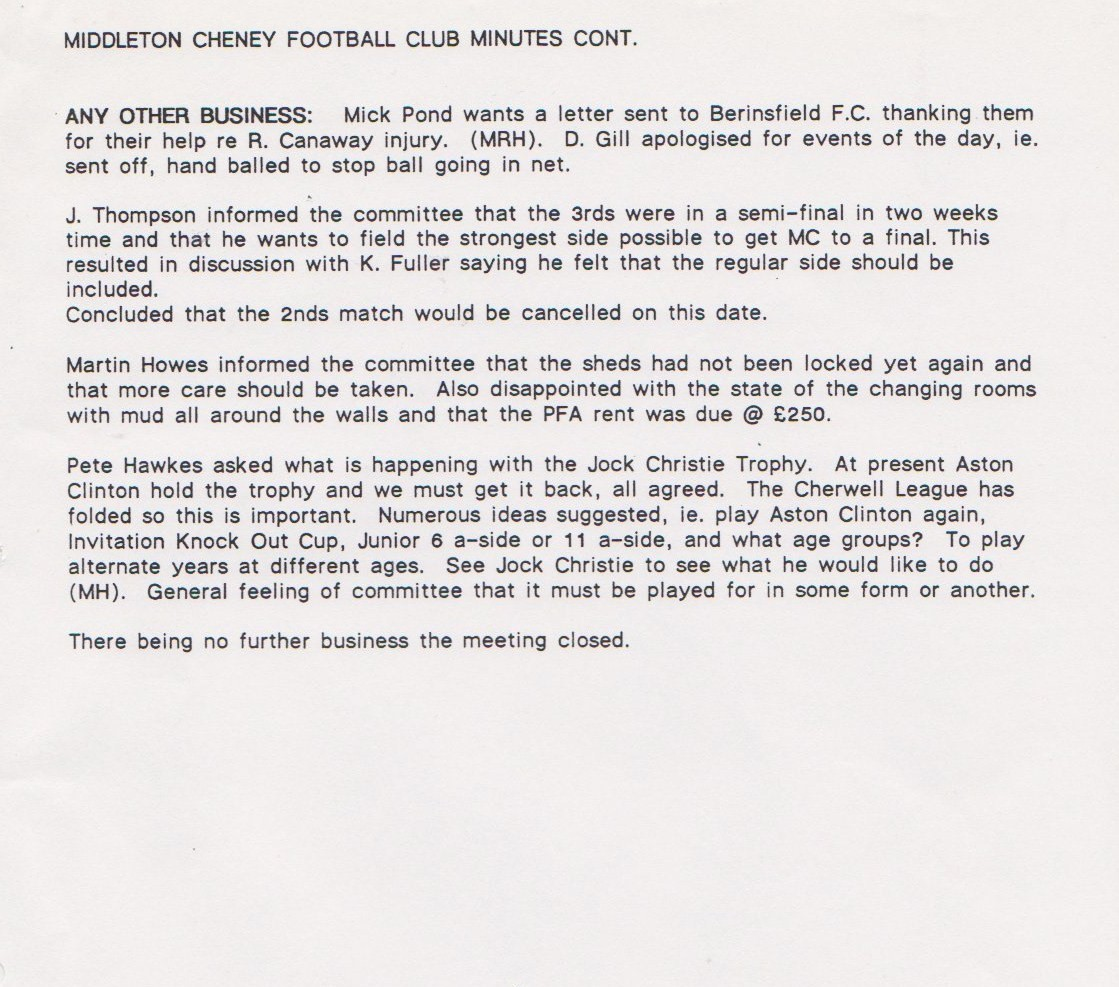 MIDDLETON CHENEY FOOTBALL CLUB MINUTES CONT.
ANY OTHER BUSINESS: Mick Pond wants a letter sent to Berinsfield F.C. thanking them
for their help re R. Canaway injury. (MRH). D. Gill apologised for events of the day, ie.
sent off, hand balled to stop ball going in net.
J. Thompson informed the committee that the 3rds were in a semi-final in two weeks
time and that he wants to field the strongest side possible to get MC to a final. This
resulted in discussion with K. Fuller saying he felt that the regular side should be
included.
Concluded that the 2nds match would be cancelled on this date.
Martin Howes informed the committee that the sheds had not been locked yet again and
that more care should be taken. Also disappointed with the state of the changing rooms
with mud all around the walls and that the PFA rent was due @ £250.
Pete Hawkes asked what is happening with the Jock Christie Trophy. At present Aston
Clinton hold the trophy and we must get it back, all agreed. The Cherwell League has
folded so this is important. Numerous ideas suggested, ie. play Aston Clinton again,
Invitation Knock Out Cup, Junior 6 a-side or 11 a-side, and what age groups? To play
alternate years at different ages. See Jock Christie to see what he would like to do
(MH). General feeling of committee that it must be played for in some form or another.
There being no further business the meeting closed.